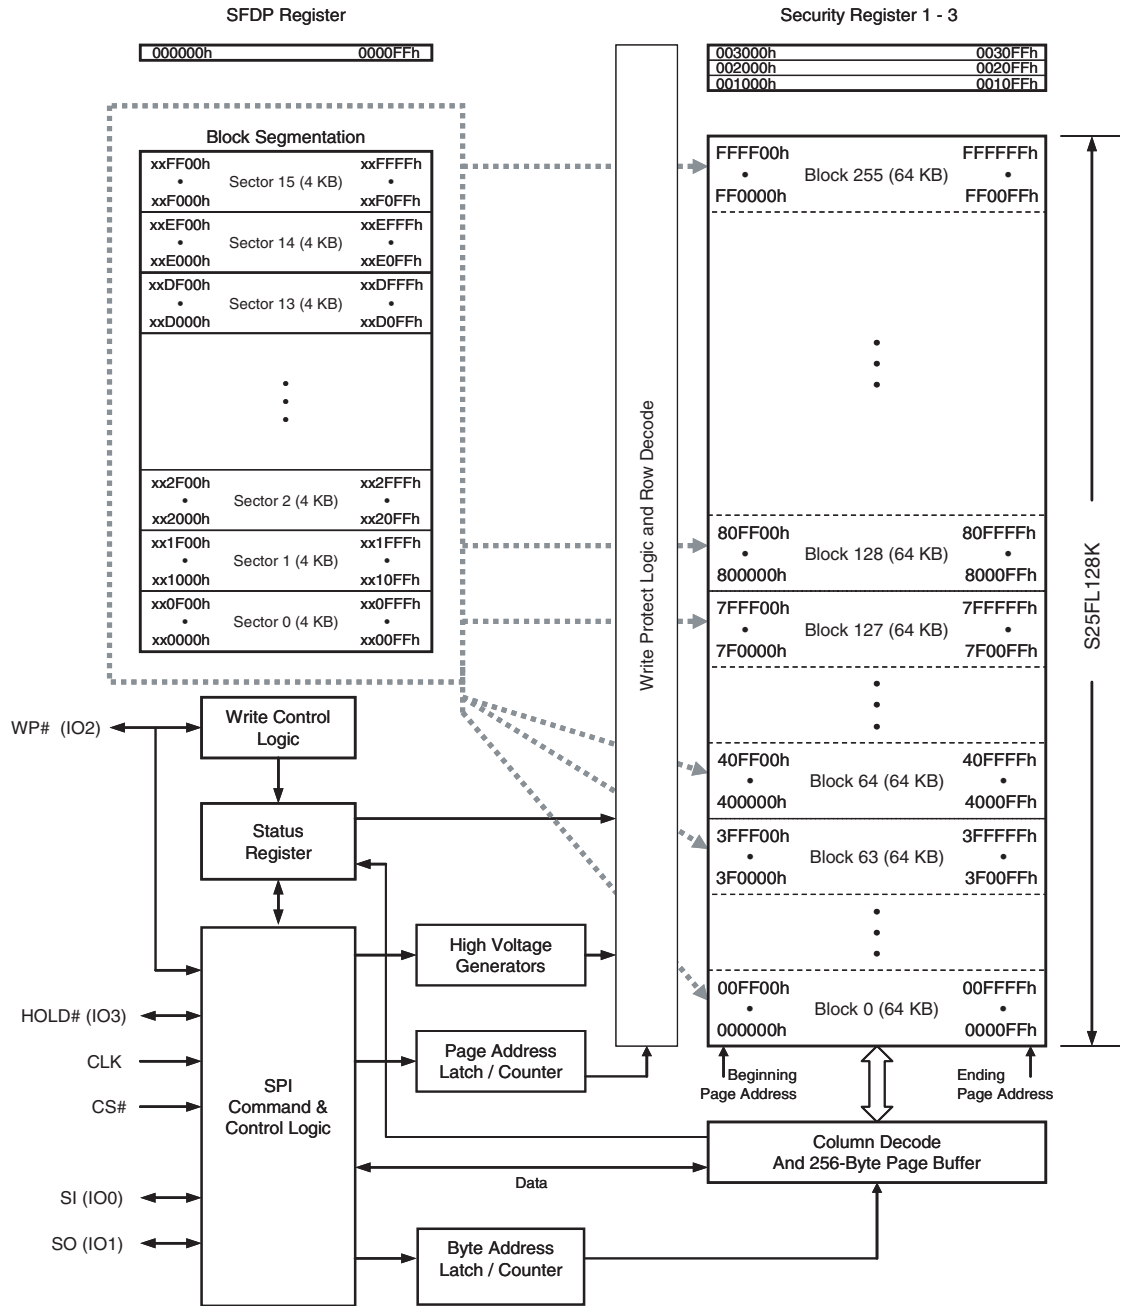 SFDP Register
000000h 0000FFh
Security Register 1 - 3
003000h 0030FFh
002000h 0020FFh
001000h 0010FFh
Block Segmentation
xxFF00h xxFFFFh
Sector 15 (4 KB)
xxF000h xxF0FFh
xxEF00h xxEFFFh
Sector 14 (4 KB)
xxE000h xxE0FFh
xxDF00h xxDFFFh
Sector 13 (4 KB)
xxD000h xxD0FFh
xx2F00h xx2FFFh
Sector 2 (4 KB)
xx2000h xx20FFh
xx1F00h xx1FFFh
Sector 1 (4 KB)
xx1000h xx10FFh
xx0F00h xx0FFFh
Sector 0 (4 KB)
xx0000h xx00FFh
Write Protect Logic and Row Decode
FFFF00h FFFFFFh
Block 255 (64 KB)
FF0000h FF00FFh
80FF00h 80FFFFh
Block 128 (64 KB)
800000h 8000FFh
7FFF00h 7FFFFFh
Block 127 (64 KB)
7F0000h 7F00FFh
40FF00h 40FFFFh
Block 64 (64 KB)
400000h 4000FFh
3FFF00h 3FFFFFh
Block 63 (64 KB)
3F0000h 3F00FFh
00FF00h 00FFFFh
Block 0 (64 KB)
000000h 0000FFh
S25FL128K
Beginning
Page Address
Ending
Page Address
WP# (IO2)
Write Control
Logic
Status
Register
High Voltage
Generators
HOLD# (IO3)
CLK
CS#
SI (IO0)
SO (IO1)
SPI
Command &
Control Logic
Page Address
Latch / Counter
Column Decode
And 256-Byte Page Buffer
Data
Byte Address
Latch / Counter